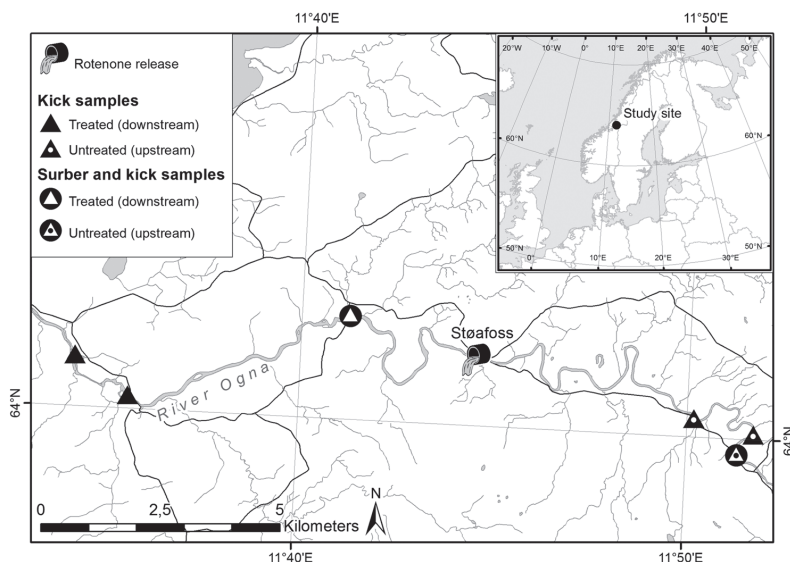 11°40'E
11°50'E
Rotenone release
Kick samples
Treated (downstream)
Untreated (upstream)
Surber and kick samples
Treated (downstream)
Untreated (upstream)
20°W 10°W 0° 10°E 20°E 30°E 40°E 50°E
Study site
60°N
60°N
50°N
50°N
0° 10°E 20°E 30°E
Støafoss
River Ogna
64°N
64°N
0 2,5 5
Kilometers
N
11°40'E
11°50'E